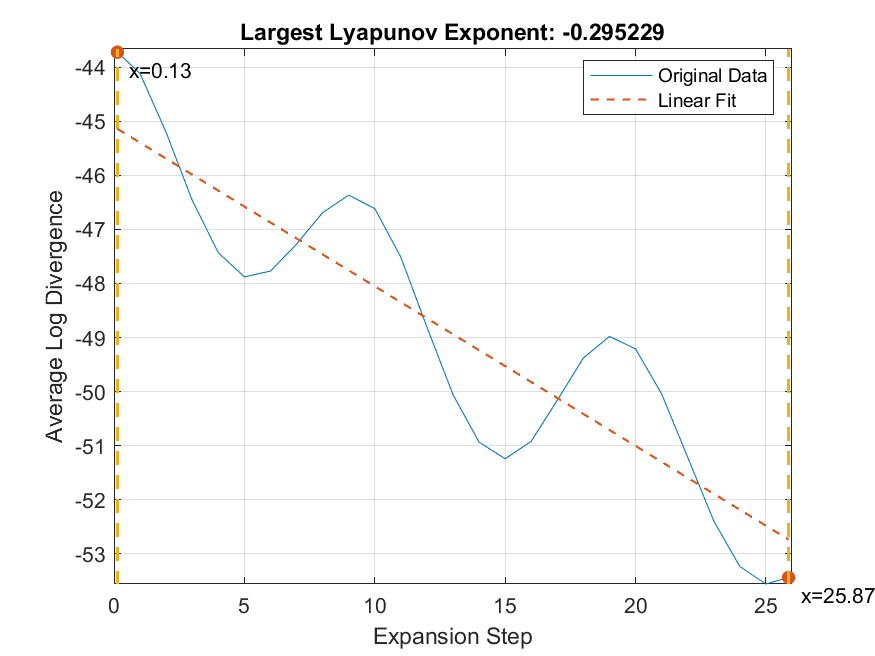 Largest Lyapunov Exponent: -0.295229
x=0.13
Original Data
Linear Fit
-44
-45
-46
-47
-48
-49
-50
-51
-52
-53
Average Log Divergence
x=25.87
0
5
10
15
20
25
Expansion Step